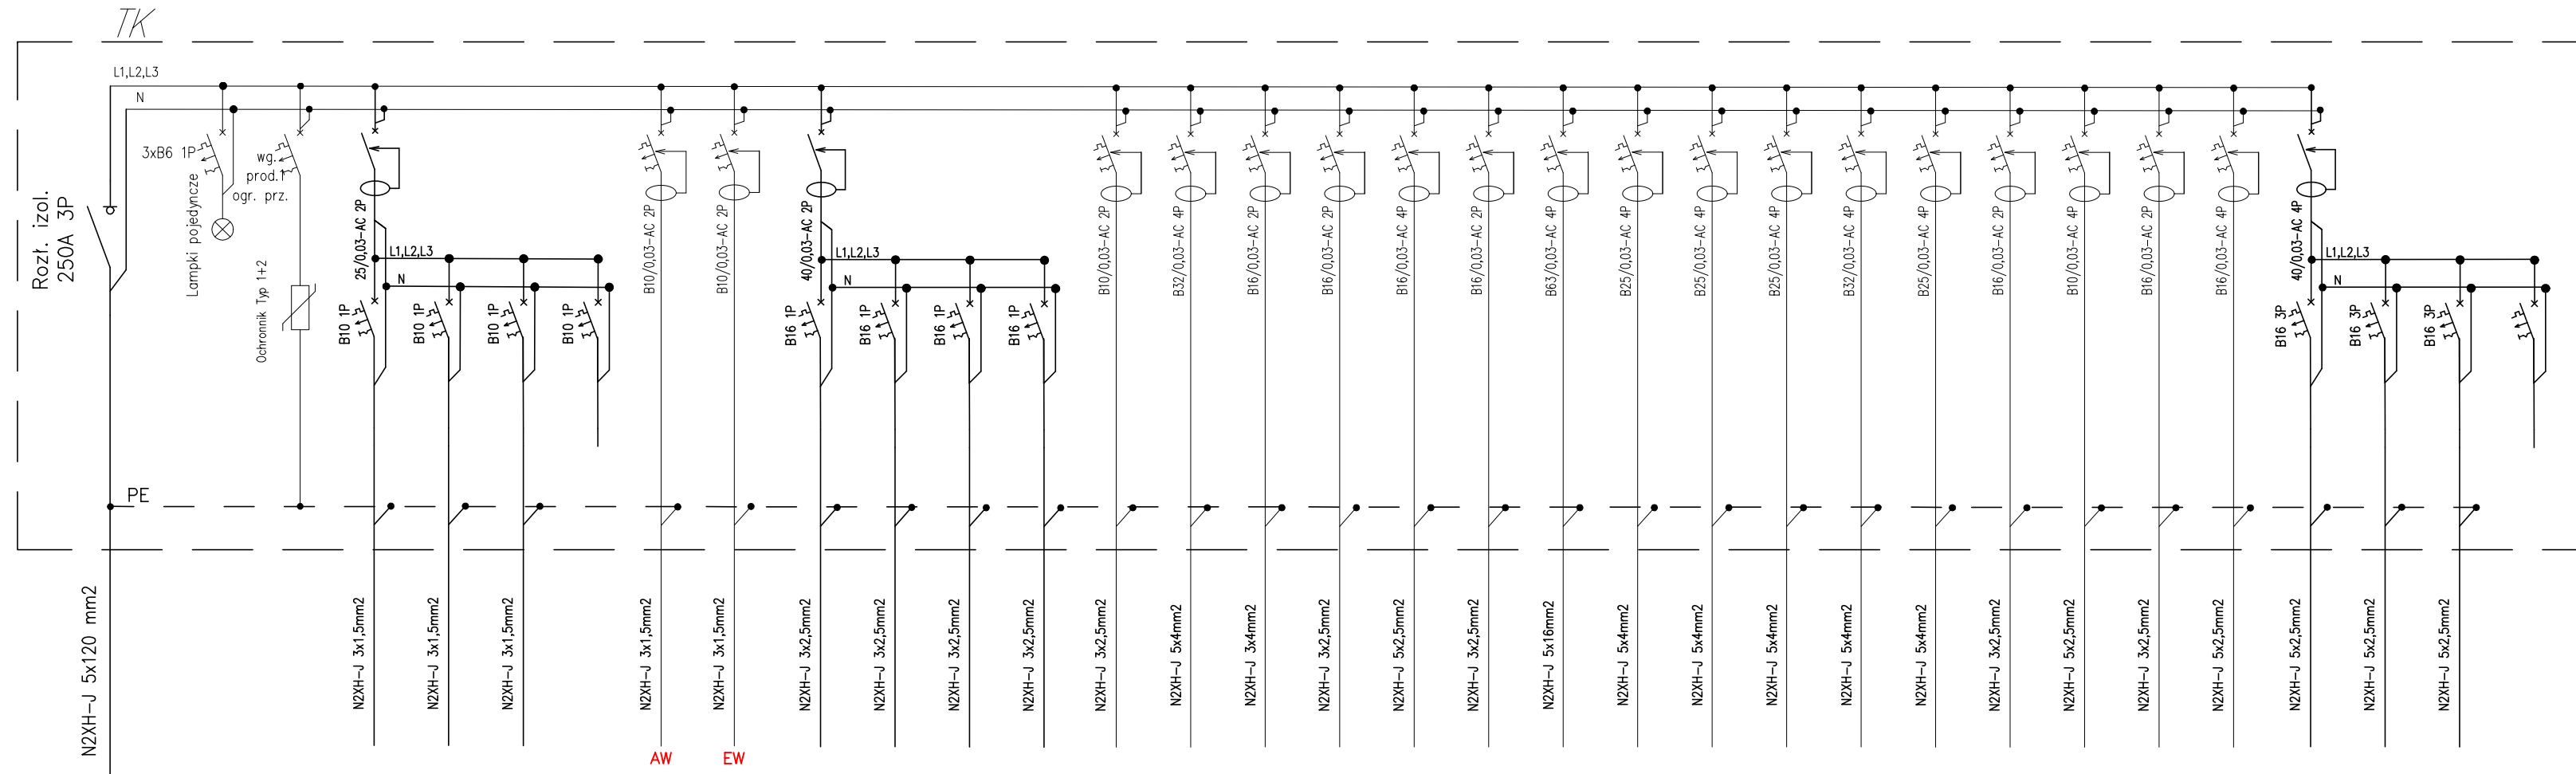 TK
L1,L2,L3
N
Rozł. izol.
250A 3P
3xB6 1P
Lampki pojedyncze
wg.
prod.1
ogr. prz.
Ochronnik Typ 1+2
25/0,03-AC 2P
L1,L2,L3
N
B10 1P
B10 1P
B10 1P
B10 1P
B10/0,03-AC 2P
B10/0,03-AC 2P
40/0,03-AC 2P
L1,L2,L3
N
B16 1P
B16 1P
B16 1P
B16 1P
B10/0,03-AC 2P
B32/0,03-AC 4P
B16/0,03-AC 2P
B16/0,03-AC 2P
B16/0,03-AC 4P
B16/0,03-AC 2P
B63/0,03-AC 4P
B25/0,03-AC 4P
B25/0,03-AC 4P
B25/0,03-AC 4P
B32/0,03-AC 4P
B25/0,03-AC 4P
B16/0,03-AC 2P
B10/0,03-AC 4P
B16/0,03-AC 2P
B16/0,03-AC 4P
40/0,03-AC 4P
L1,L2,L3
N
B16 3P
B16 3P
B16 3P
PE
N2XH-J 5x120 mm2
N2XH-J 3x1,5mm2
N2XH-J 3x1,5mm2
N2XH-J 3x1,5mm2
N2XH-J 3x1,5mm2
N2XH-J 3x1,5mm2
N2XH-J 3x2,5mm2
N2XH-J 3x2,5mm2
N2XH-J 3x2,5mm2
N2XH-J 3x2,5mm2
N2XH-J 3x2,5mm2
N2XH-J 5x4mm2
N2XH-J 3x4mm2
N2XH-J 3x2,5mm2
N2XH-J 5x2,5mm2
N2XH-J 3x2,5mm2
N2XH-J 5x16mm2
N2XH-J 5x4mm2
N2XH-J 5x4mm2
N2XH-J 5x4mm2
N2XH-J 5x4mm2
N2XH-J 5x4mm2
N2XH-J 3x2,5mm2
N2XH-J 5x2,5mm2
N2XH-J 3x2,5mm2
N2XH-J 5x2,5mm2
N2XH-J 5x2,5mm2
N2XH-J 5x2,5mm2
N2XH-J 5x2,5mm2
AW
EW